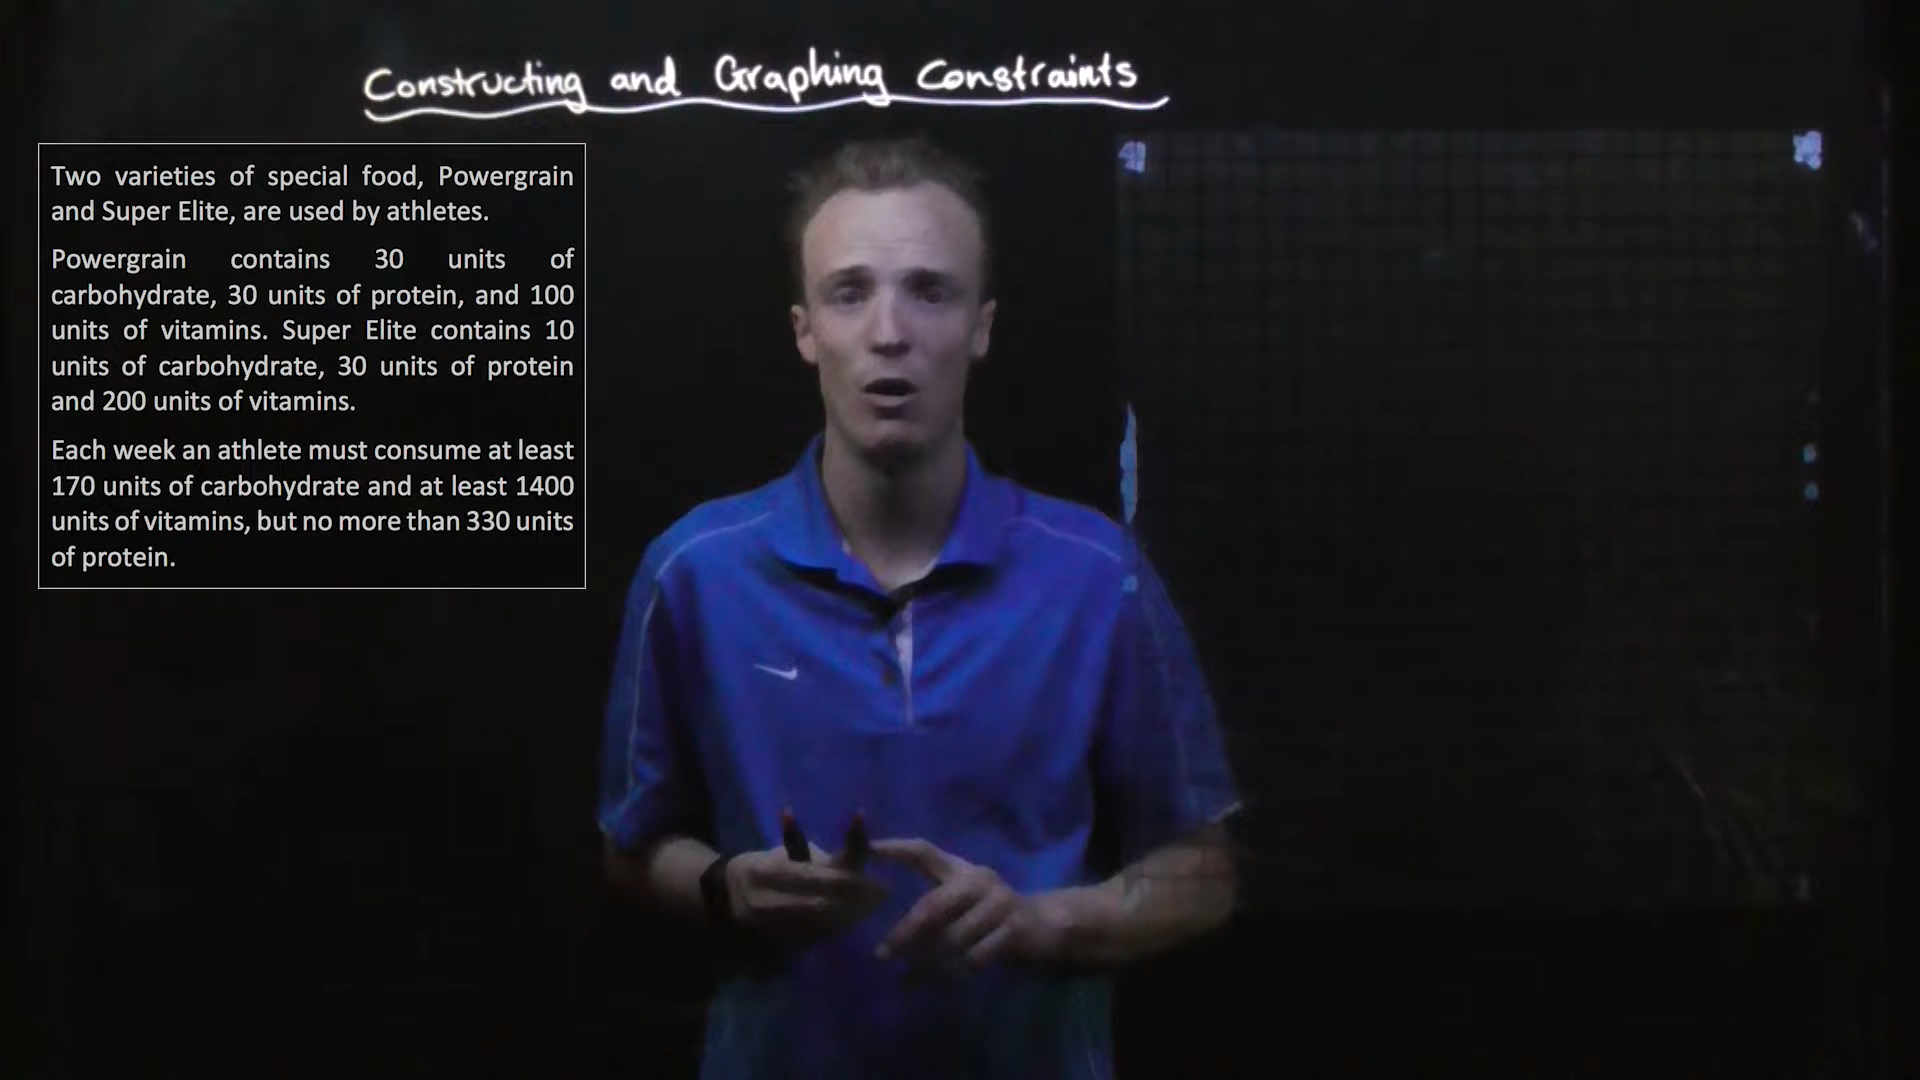 Constructing and Graphing Constraints
Two varieties of special food, Powergrain
and Super Elite, are used by athletes.
Powergrain contains 30 units of
carbohydrate, 30 units of protein, and 100
units of vitamins. Super Elite contains 10
units of carbohydrate, 30 units of protein
and 200 units of vitamins.
Each week an athlete must consume at least
170 units of carbohydrate and at least 1400
units of vitamins, but no more than 330 units
of protein.